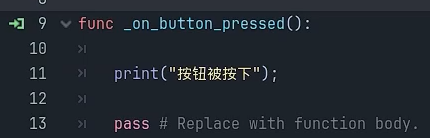 9 func _on_button_pressed():
10
11 print("按钮被按下");
12
13 pass # Replace with function body.